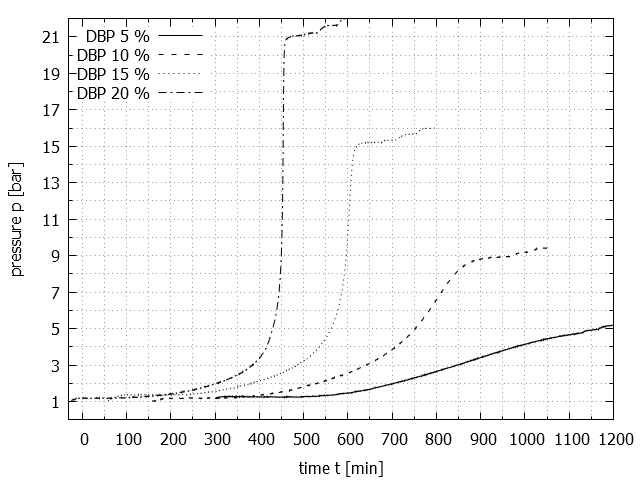 DBP 5 %
DBP 10 %
DBP 15 %
DBP 20 %
21
19
17
15
13
11
9
7
5
3
1
pressure p [bar]
0 100 200 300 400 500 600 700 800 900 1000 1100 1200
time t [min]